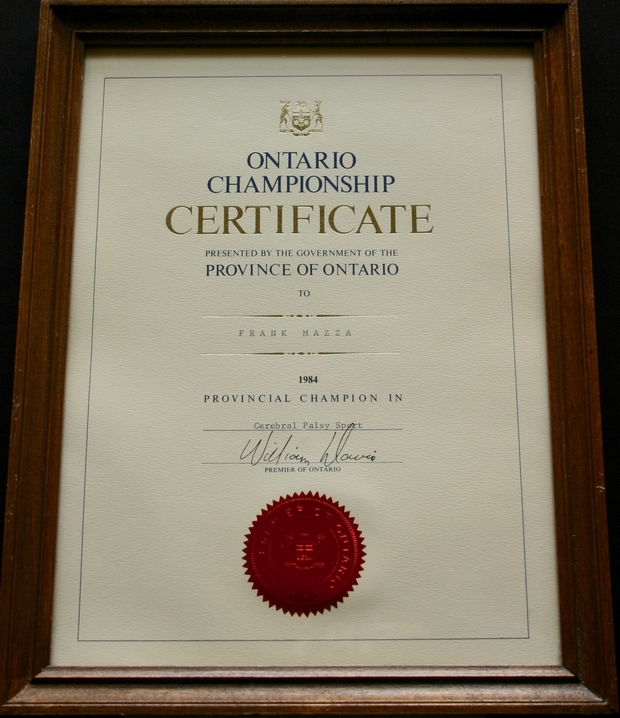 ONTARIO
CHAMPIONSHIP
CERTIFICATE
PRESENTED BY THE GOVERNMENT OF THE
PROVINCE OF ONTARIO
TO
FRANK MAZZA
1984
PROVINCIAL CHAMPION IN
Cerebral Palsy Sport
William Davis
PREMIER OF ONTARIO